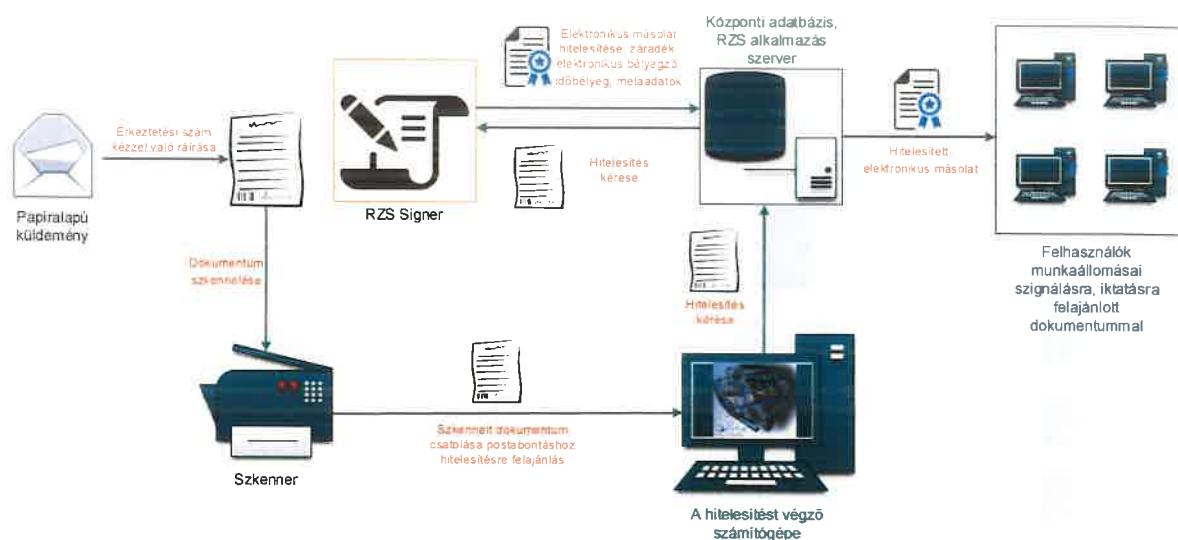 Papíralapú
küldemény
Érkeztetési szám
kézzel való ráírása
Dokumentum
szkennelése
Szkenner
Szkennelt dokumentum
csatolása postabontáshoz
hitelesítésre felajánlás
A hitelesítést végző
számítógépe
Hitelesítés
kérése
RZS Signer
Elektronikus másolat
hitelesítése, záradék
elektronikus bélyegző
időbélyeg, metaadatok
Hitelesítés
kérese
Központi adatbázis,
RZS alkalmazás
szerver
Hitelesített
elektronikus másolat
Felhasználók
munkaállomásai
szignálásra, iktatásra
felajánlott
dokumentummal